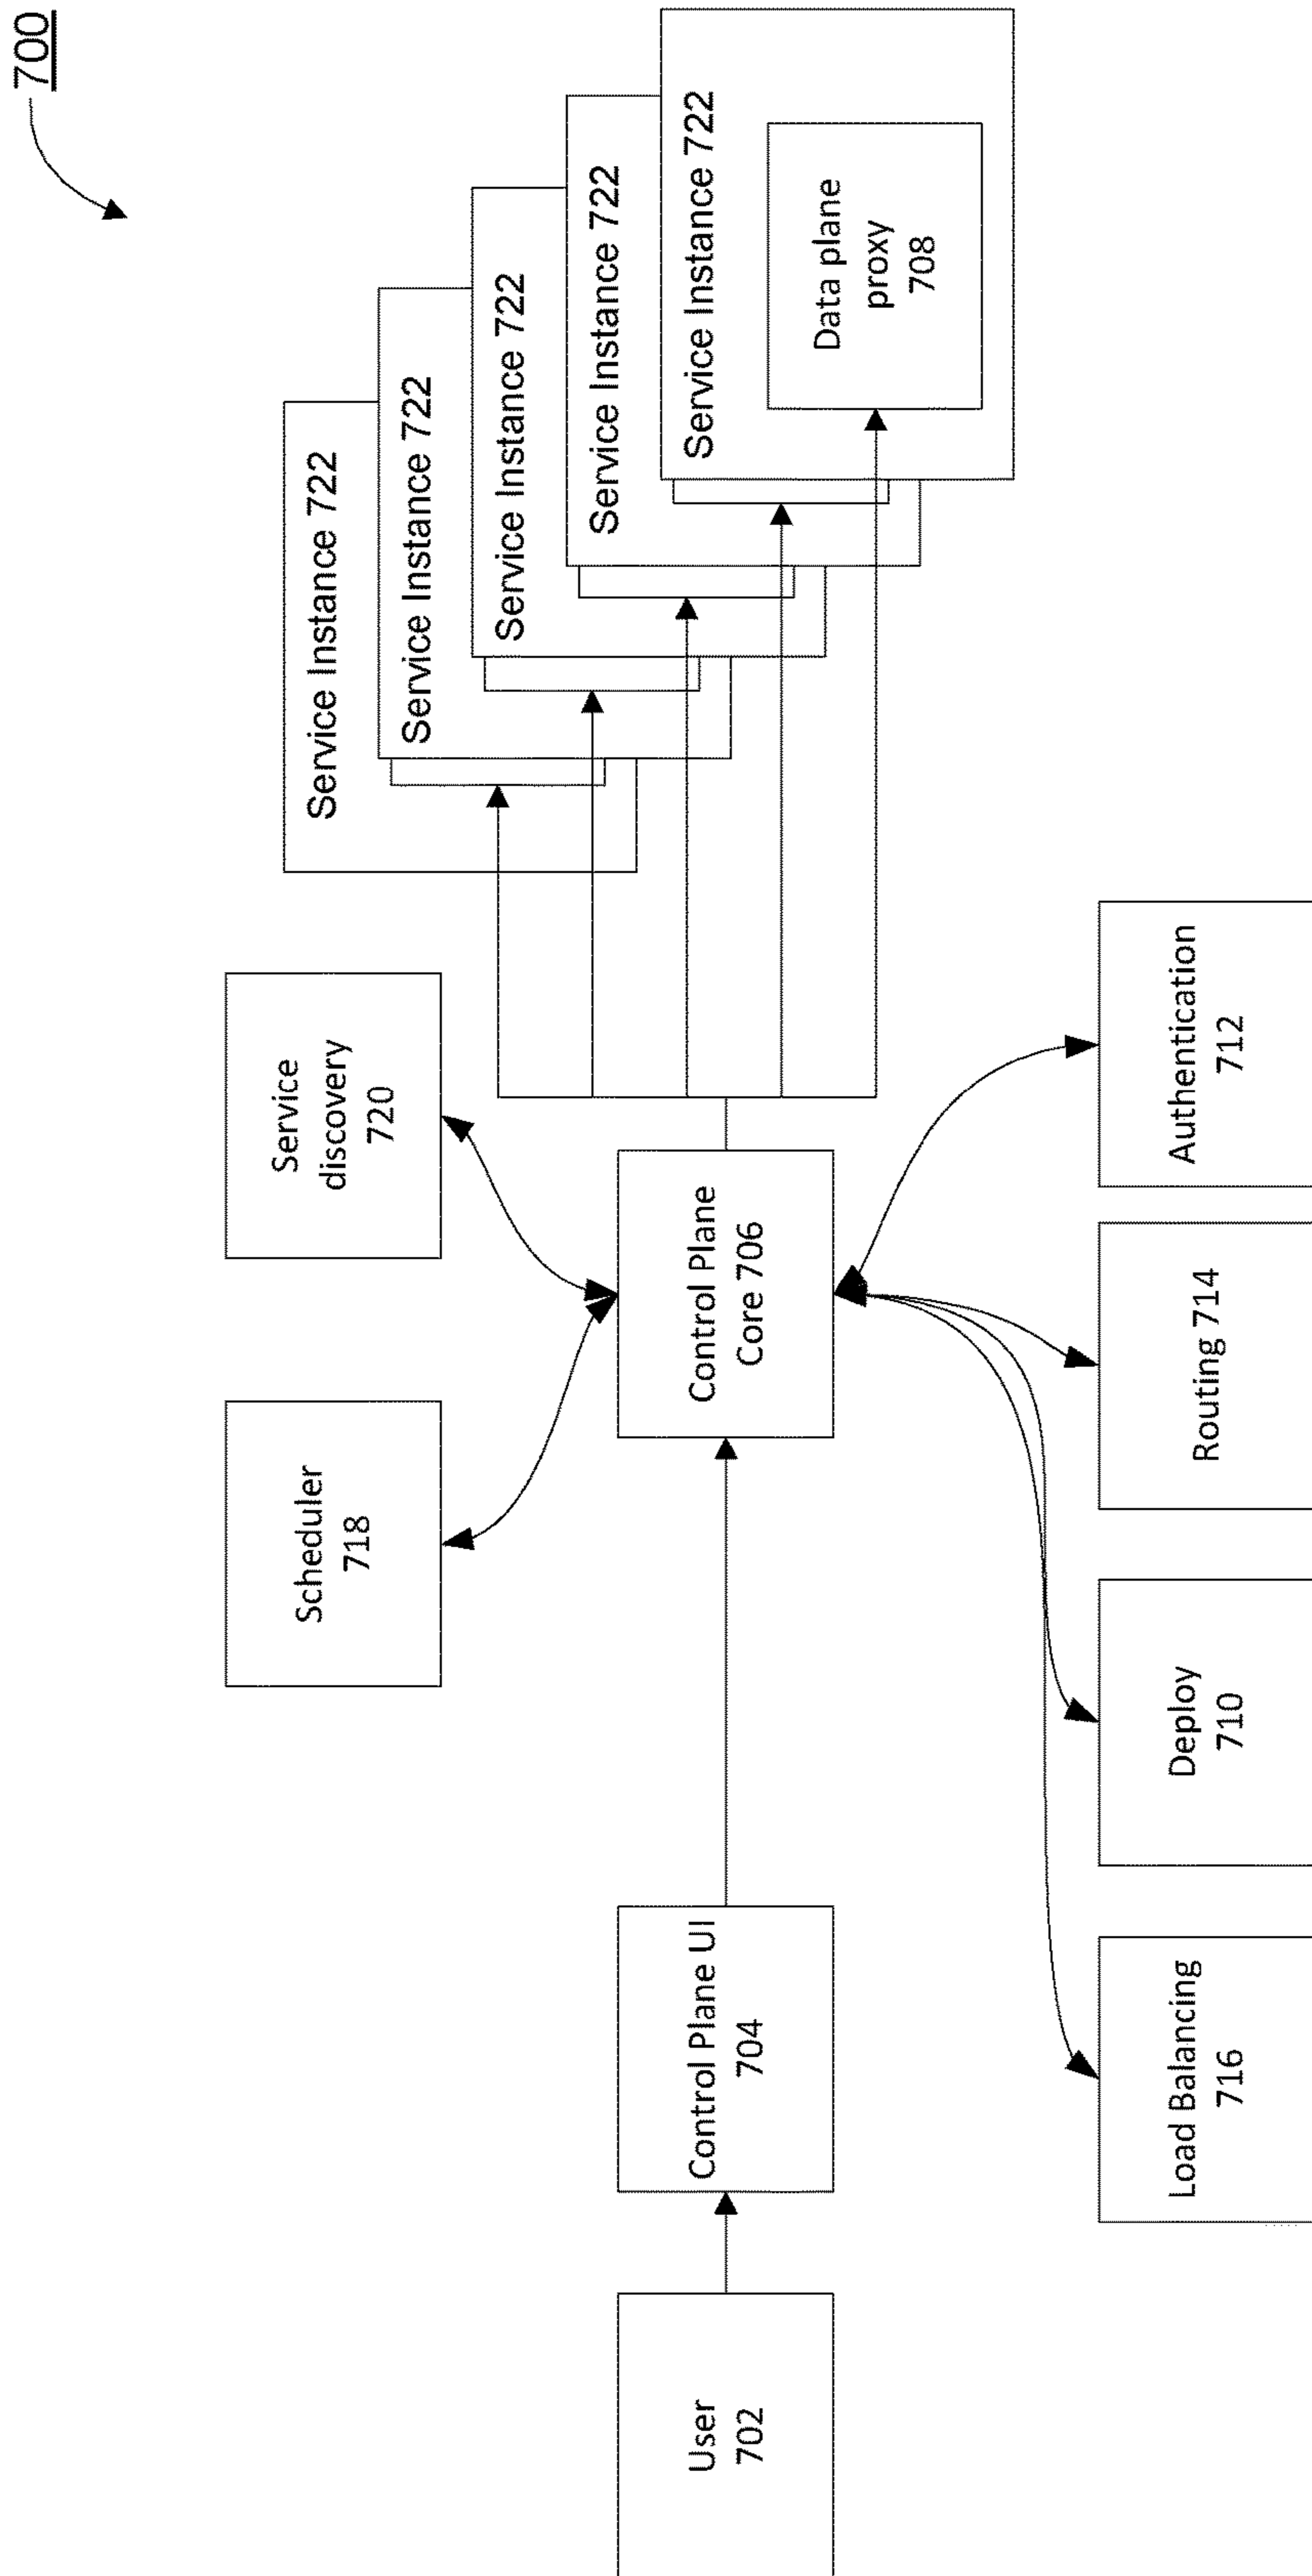 700
Service Instance 722
Service Instance 722
Service Instance 722
Service Instance 722
Service Instance 722
Data plane
proxy
708
Scheduler
718
Service
discovery
720
User
702
Control Plane UI
704
Control Plane
Core 706
Load Balancing
716
Deploy
710
Routing 714
Authentication
712